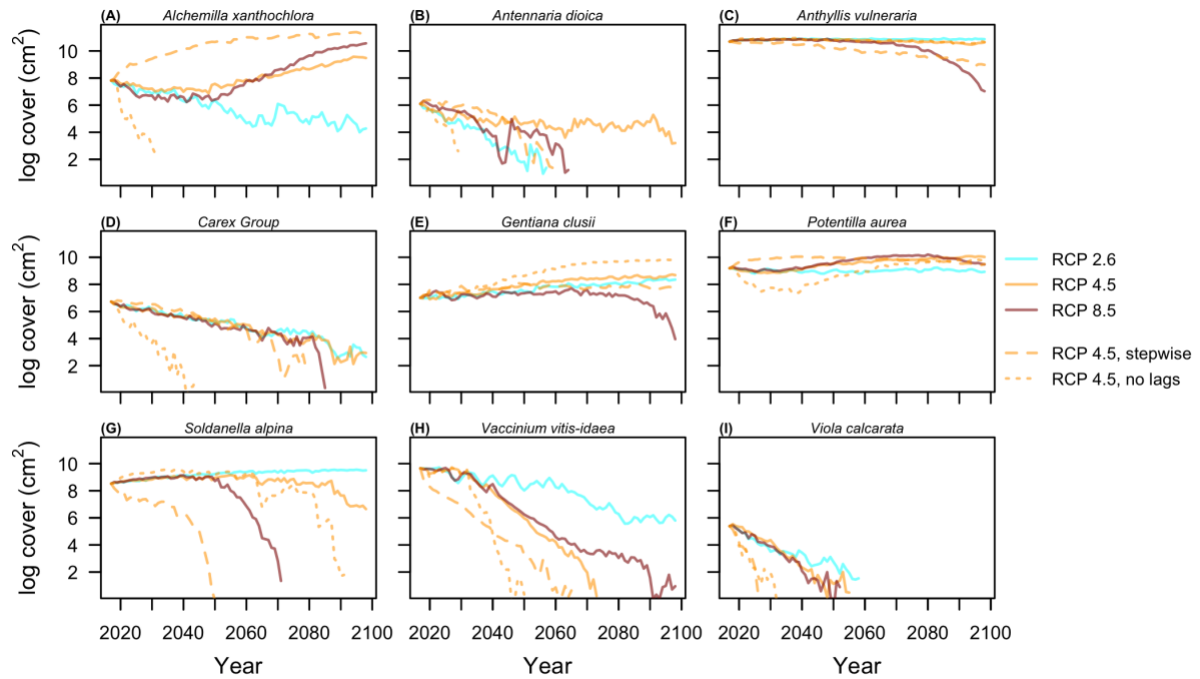 (A) Alchemilla xanthochlora
(B) Antennaria dioica
(C) Anthyllis vulneraria
log cover (cm²)
10
8
6
4
2
(D) Carex Group
(E) Gentiana clusii
(F) Potentilla aurea
log cover (cm²)
10
8
6
4
2
RCP 2.6
RCP 4.5
RCP 8.5
RCP 4.5, stepwise
RCP 4.5, no lags
(G) Soldanella alpina
(H) Vaccinium vitis-idaea
(I) Viola calcarata
log cover (cm²)
10
8
6
4
2
2020 2040 2060 2080 2100
2020 2040 2060 2080 2100
2020 2040 2060 2080 2100
Year
Year
Year